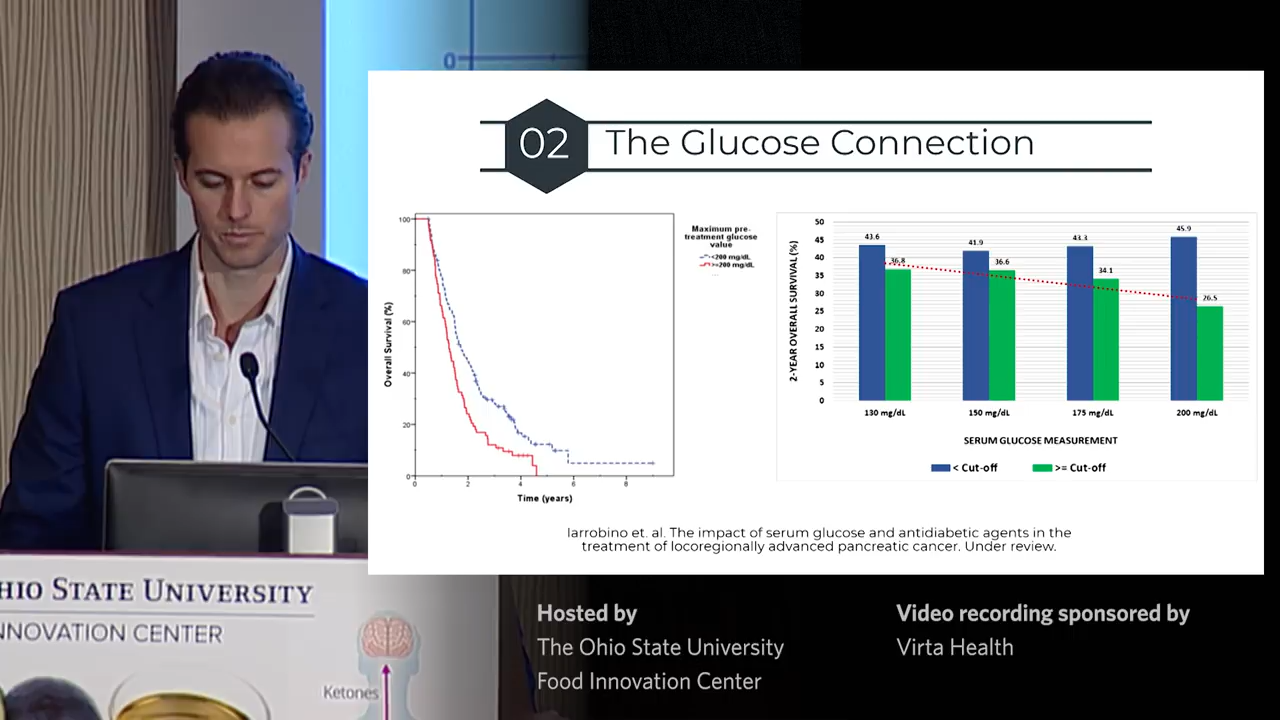 0
02
The Glucose Connection
100
80
60
40
20
0
0
2
4
6
8
Overall Survival (%)
Time (years)
Maximum pre-
treatment glucose
value
<200 mg/dL
>=200 mg/dL
50
45
40
35
30
25
20
15
10
5
0
2-YEAR OVERALL SURVIVAL (%)
43.6
36.8
41.9
36.6
43.3
34.1
45.9
26.5
130 mg/dL
150 mg/dL
175 mg/dL
200 mg/dL
SERUM GLUCOSE MEASUREMENT
< Cut-off
>= Cut-off
Iarrobino et. al. The impact of serum glucose and antidiabetic agents in the
treatment of locoregionally advanced pancreatic cancer. Under review.
HIO STATE UNIVERSITY
NNOVATION CENTER
Ketones
Hosted by
The Ohio State University
Food Innovation Center
Video recording sponsored by
Virta Health